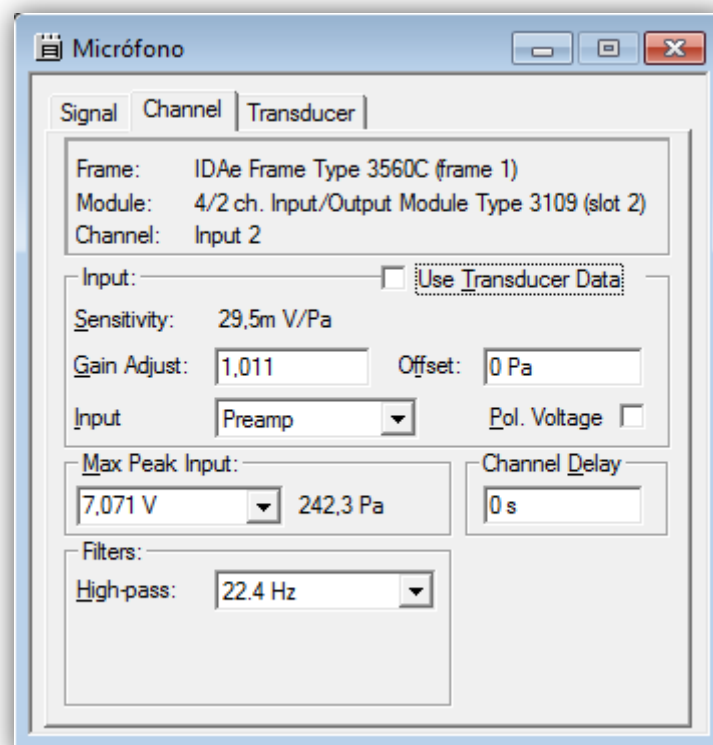 Micrófono
Signal Channel Transducer
Frame: IDAe Frame Type 3560C (frame 1)
Module: 4/2 ch. Input/Output Module Type 3109 (slot 2)
Channel: Input 2
Input: Use Transducer Data
Sensitivity: 29,5m V/Pa
Gain Adjust: 1,011 Offset: 0 Pa
Input Preamp Pol. Voltage
Max Peak Input: Channel Delay
7,071 V 242,3 Pa 0 s
Filters:
High-pass: 22.4 Hz